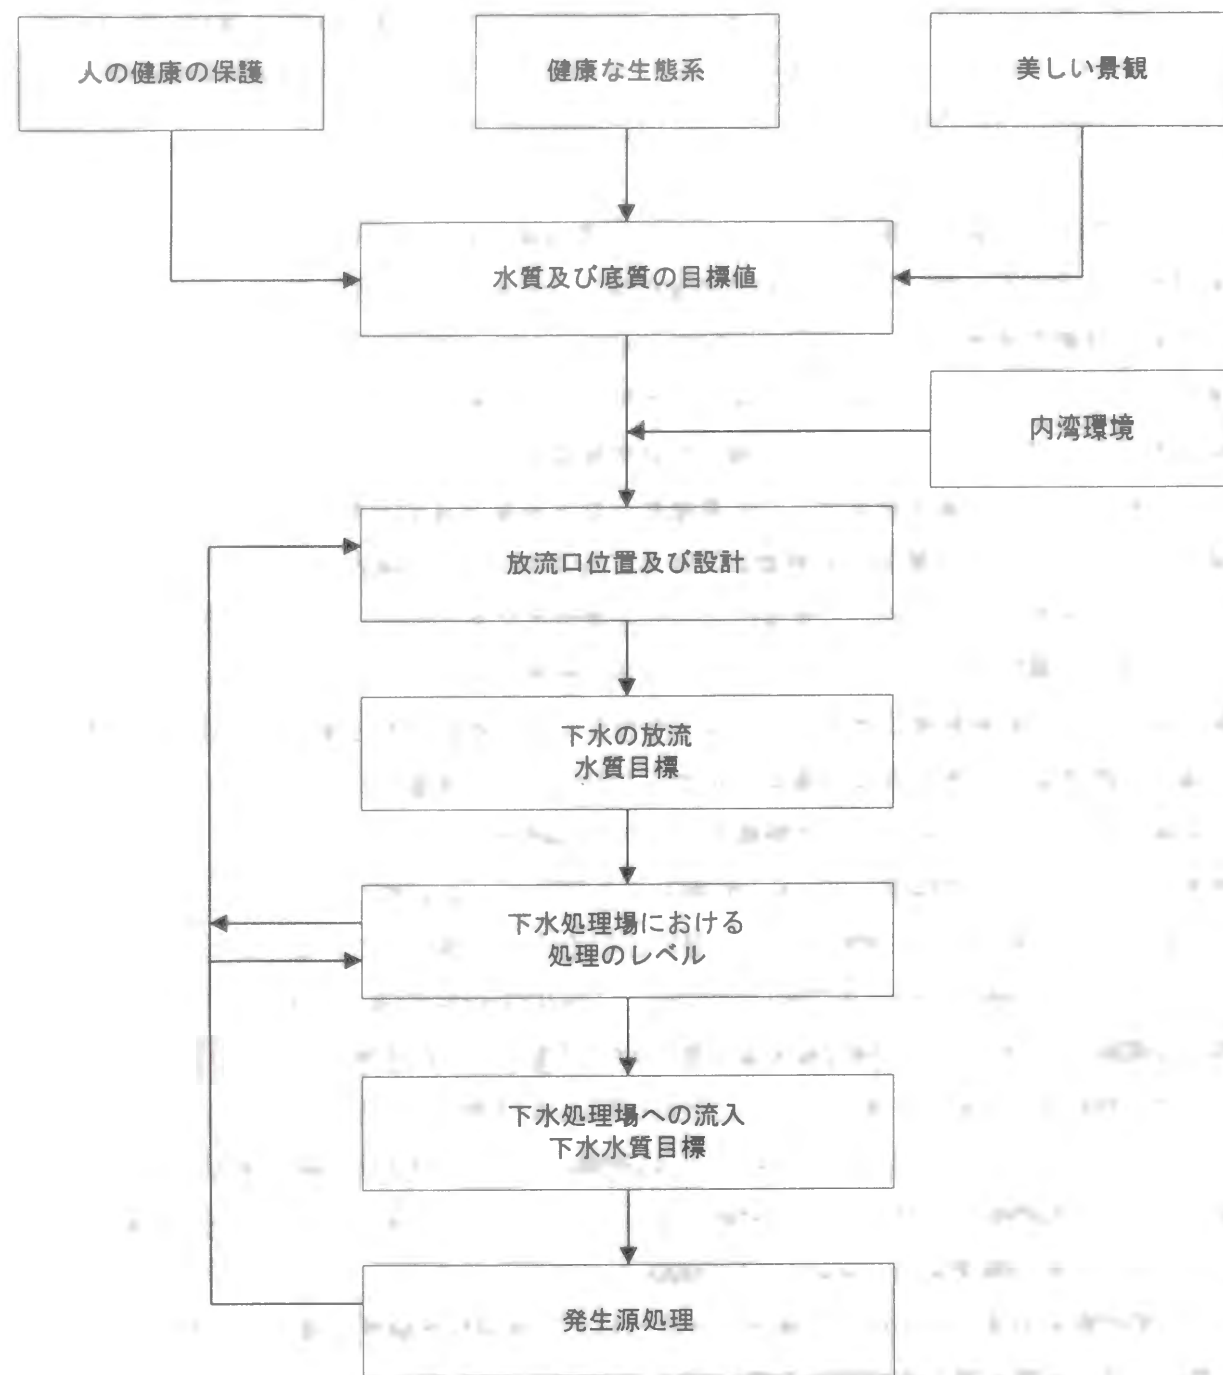 人の健康の保護
健康な生態系
美しい景観
水質及び底質の目標値
内湾環境
放流口位置及び設計
下水の放流
水質目標
下水処理場における
処理のレベル
下水処理場への流入
下水水質目標
発生源処理